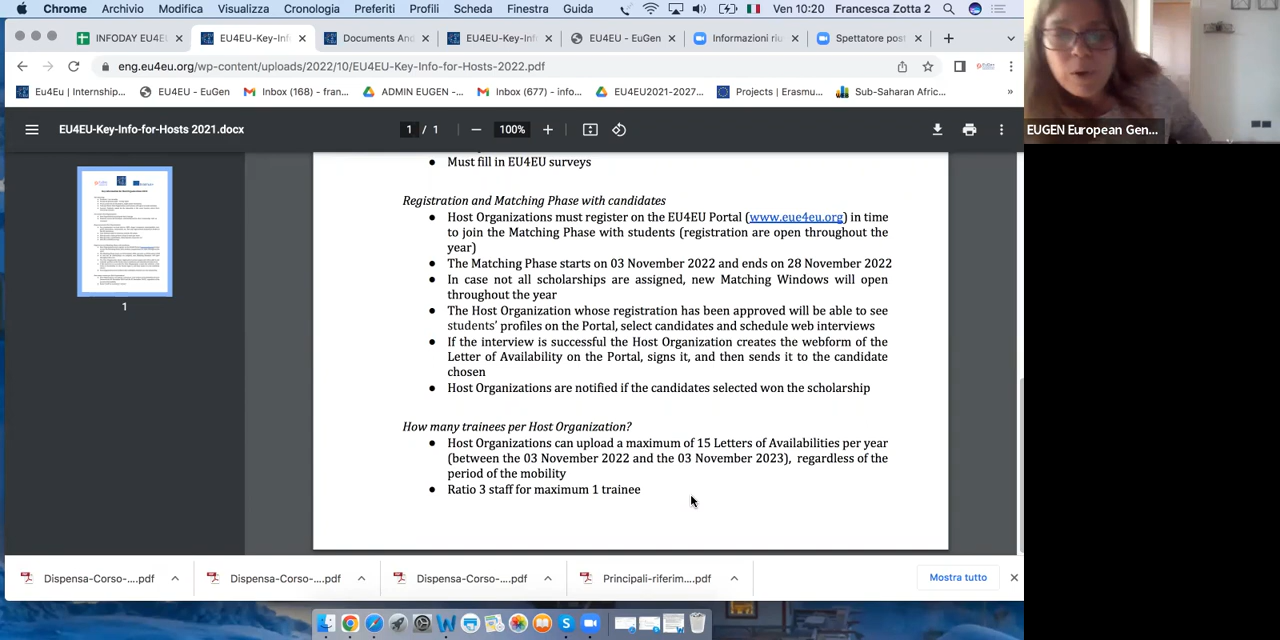 Chrome Archivio Modifica Visualizza Cronologia Preferiti Profili Scheda Finestra Guida Ven 10:20 Francesca Zotta 2
INFODAY EU4E
EU4EU-Key-Inf
Documents And
EU4EU-Key-Inf
EU4EU - EuGen
Informazioni riu
Spettatore post
eng.eu4eu.org/wp-content/uploads/2022/10/EU4EU-Key-Info-for-Hosts-2022.pdf
Eu4Eu | Internship...
EU4EU - EuGen
Inbox (168) - fran...
ADMIN EUGEN -...
Inbox (677) - info...
EU4EU2021-2027...
Projects | Erasmu...
Sub-Saharan Afric...
»
EUGEN European Gen...
EU4EU-Key-Info-for-Hosts 2021.docx
1 / 1
100%
1
• Must fill in EU4EU surveys
Registration and Matching Phase with candidates
• Host Organizations must register on the EU4EU Portal (www.eue4eu.org) in time
to join the Matching Phase with students (registration are open throughout the
year)
• The Matching Phase starts on 03 November 2022 and ends on 28 November 2022
• In case not all scholarships are assigned, new Matching Windows will open
throughout the year
• The Host Organization whose registration has been approved will be able to see
students’ profiles on the Portal, select candidates and schedule web interviews
• If the interview is successful the Host Organization creates the webform of the
Letter of Availability on the Portal, signs it, and then sends it to the candidate
chosen
• Host Organizations are notified if the candidates selected won the scholarship
How many trainees per Host Organization?
• Host Organizations can upload a maximum of 15 Letters of Availabilities per year
(between the 03 November 2022 and the 03 November 2023), regardless of the
period of the mobility
• Ratio 3 staff for maximum 1 trainee
Dispensa-Corso-....pdf
Dispensa-Corso-....pdf
Dispensa-Corso-....pdf
Principali-riferim....pdf
Mostra tutto